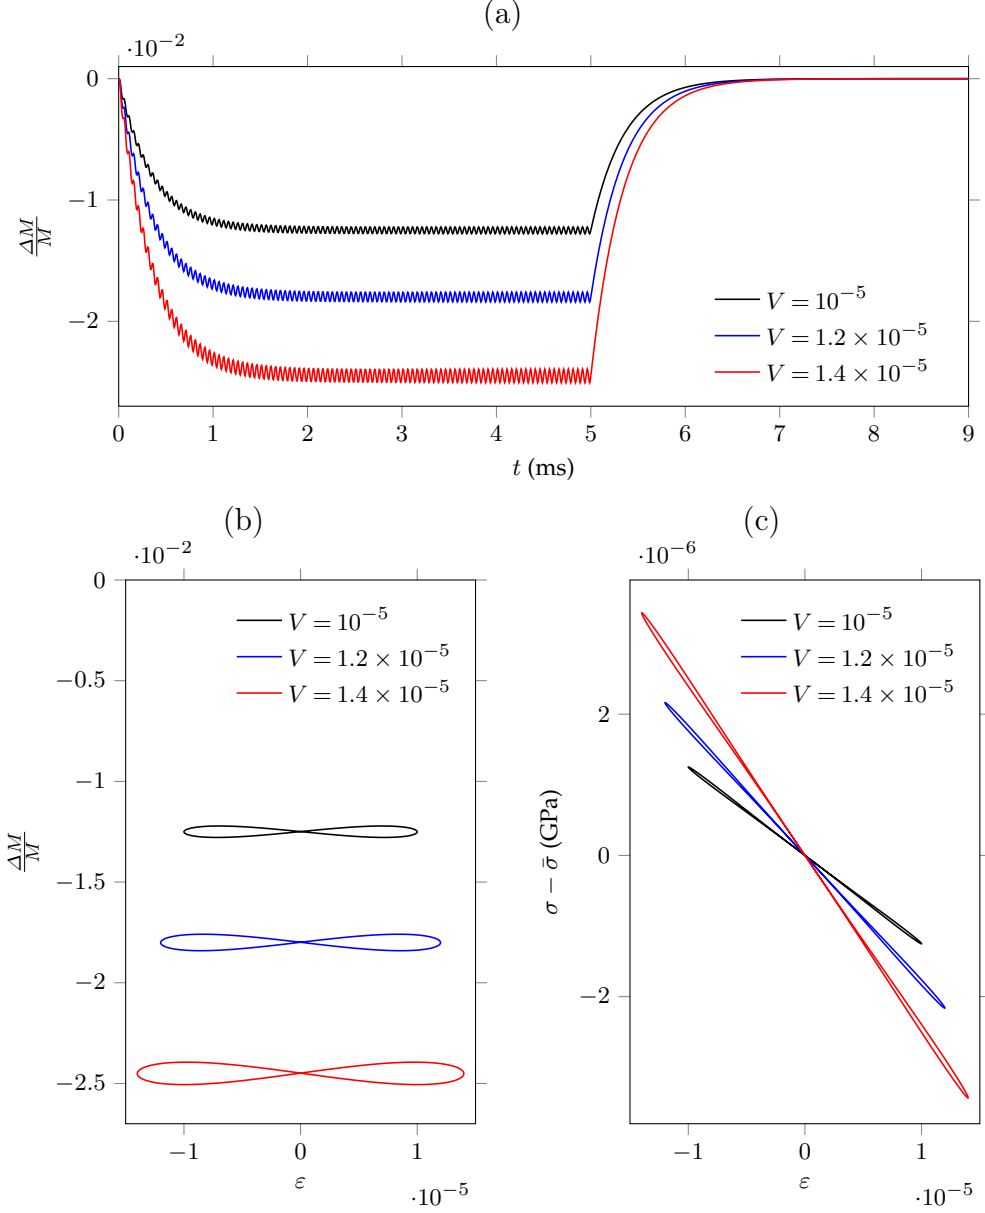 (a)
·10⁻²
0
−1
−2
ΔM/M
V = 10⁻⁵
V = 1.2 × 10⁻⁵
V = 1.4 × 10⁻⁵
0 1 2 3 4 5 6 7 8 9
t (ms)
(b)
·10⁻²
0
−0.5
−1
−1.5
−2
−2.5
ΔM/M
V = 10⁻⁵
V = 1.2 × 10⁻⁵
V = 1.4 × 10⁻⁵
−1 0 1
ε
·10⁻⁵
(c)
·10⁻⁶
2
0
−2
σ − σ̄ (GPa)
V = 10⁻⁵
V = 1.2 × 10⁻⁵
V = 1.4 × 10⁻⁵
−1 0 1
ε
·10⁻⁵